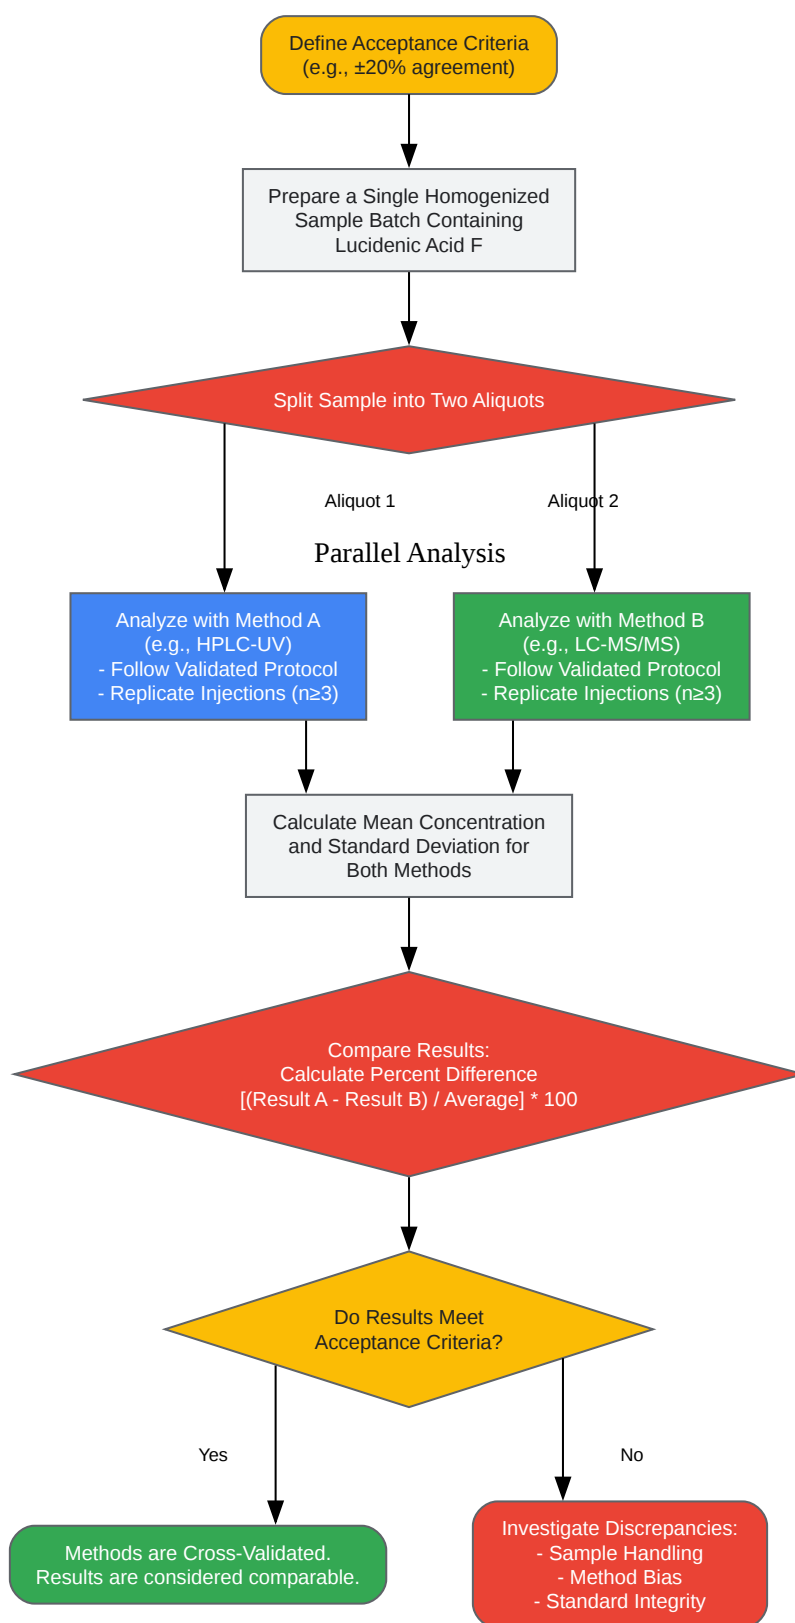 Define Acceptance Criteria
(e.g., ±20% agreement)
Prepare a Single Homogenized
Sample Batch Containing
Lucidenic Acid F
Split Sample into Two Aliquots
Aliquot 1
Aliquot 2
Parallel Analysis
Analyze with Method A
(e.g., HPLC-UV)
- Follow Validated Protocol
- Replicate Injections (n≥3)
Analyze with Method B
(e.g., LC-MS/MS)
- Follow Validated Protocol
- Replicate Injections (n≥3)
Calculate Mean Concentration
and Standard Deviation for
Both Methods
Compare Results:
Calculate Percent Difference
[(Result A - Result B) / Average] * 100
Do Results Meet
Acceptance Criteria?
Yes
No
Methods are Cross-Validated.
Results are considered comparable.
Investigate Discrepancies:
- Sample Handling
- Method Bias
- Standard Integrity